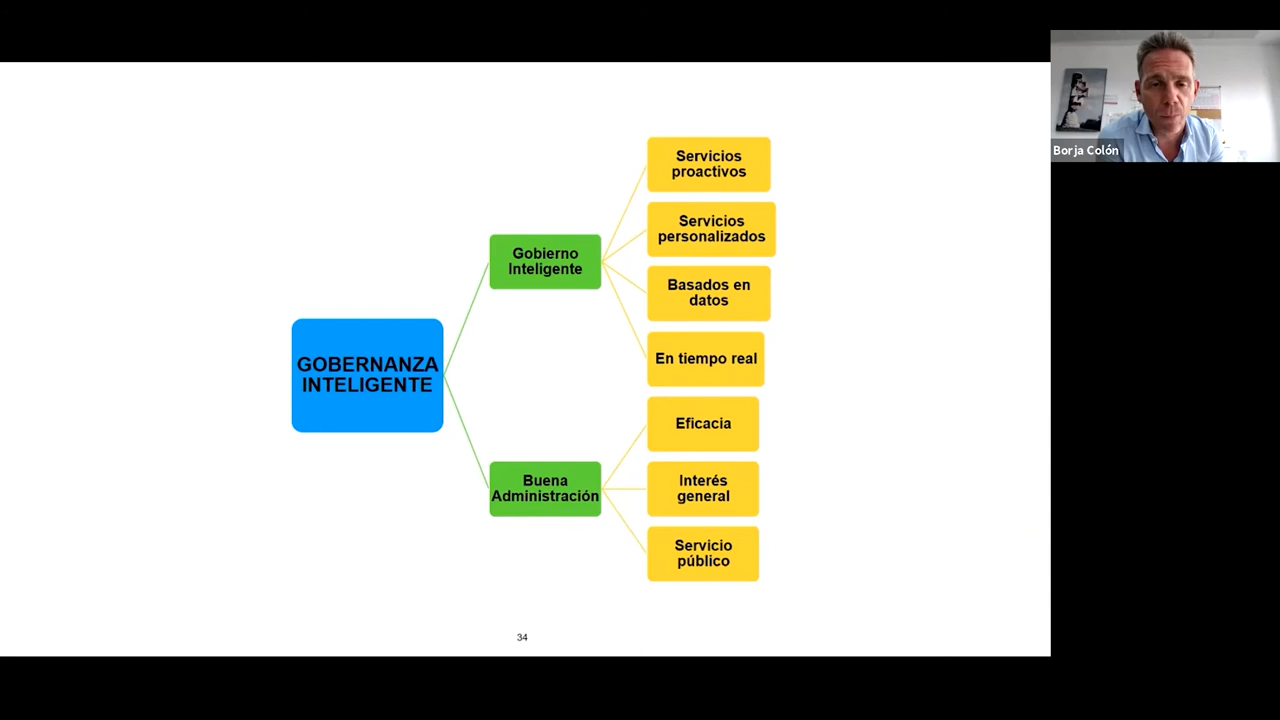 Servicios
proactivos
Servicios
personalizados
Gobierno
Inteligente
Basados en
datos
En tiempo real
GOBERNANZA
INTELIGENTE
Eficacia
Buena
Administración
Interés
general
Servicio
público
34
Borja Colón